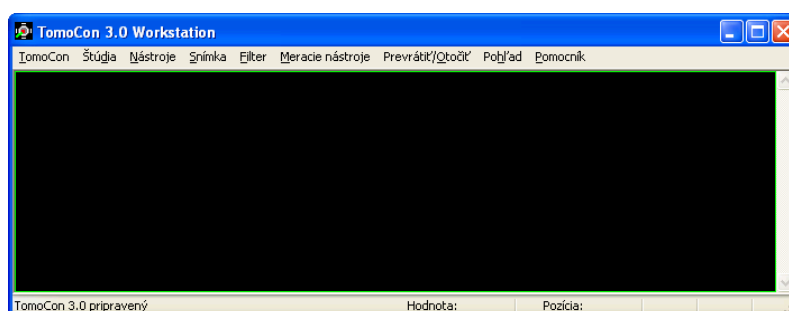 TomoCon 3.0 Workstation
TomoCon Štúdia Nástroje Snímka Filter Meracie nástroje Prevrátiť/Otočiť Pohľad Pomocník
TomoCon 3.0 pripravený Hodnota: Pozícia: